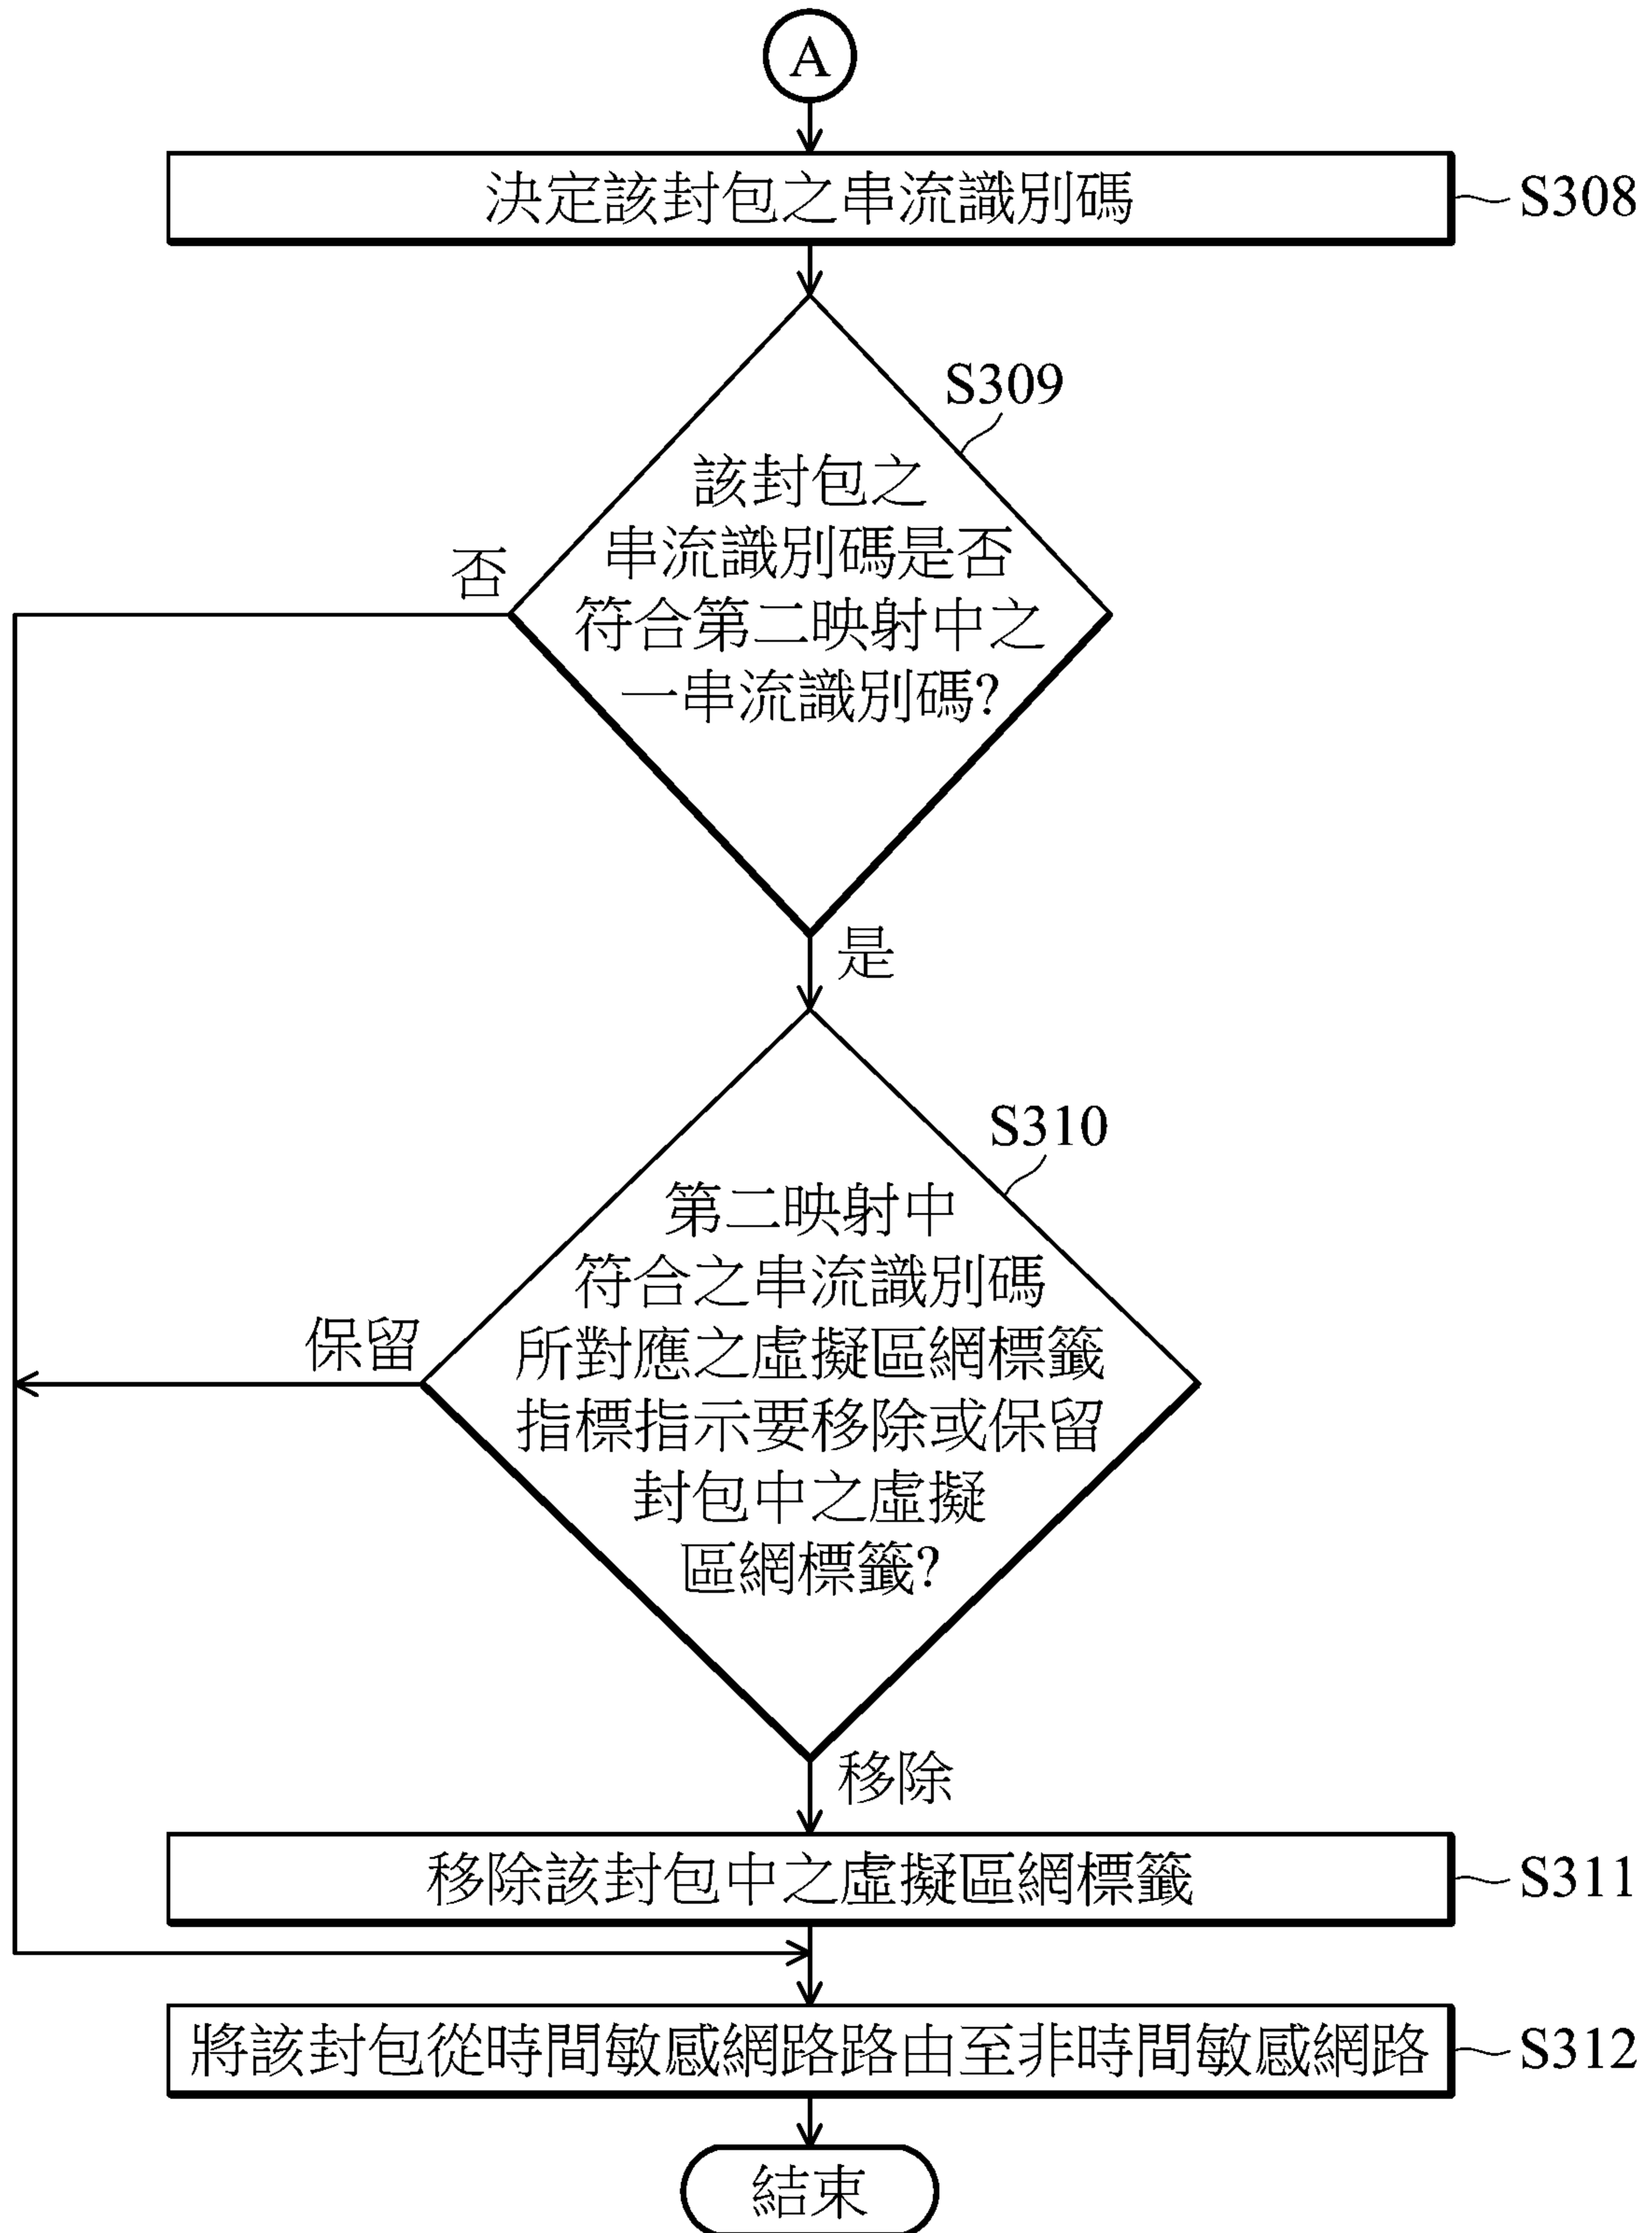 A
決定該封包之串流識別碼
S308
S309
該封包之
串流識別碼是否
符合第二映射中之
一串流識別碼?
否
是
S310
第二映射中
符合之串流識別碼
所對應之虛擬區網標籤
指標指示要移除或保留
封包中之虛擬
區網標籤?
保留
移除
移除該封包中之虛擬區網標籤
S311
將該封包從時間敏感網路路由至非時間敏感網路
S312
結束